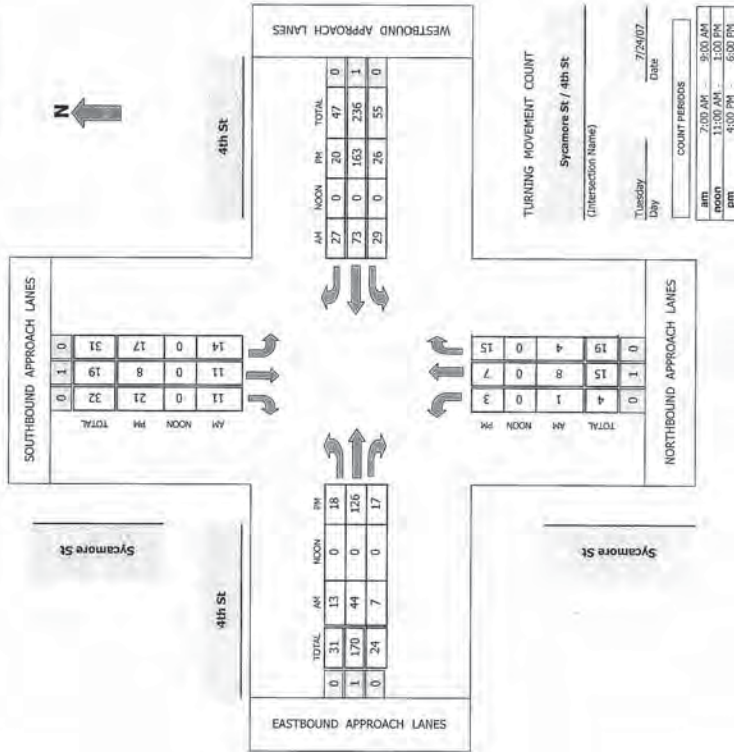 N
4th St
WESTBOUND APPROACH LANES
AM NOON PM TOTAL
27 0 20 47 0
73 0 163 236 1
29 0 26 55 0
SOUTHBOUND APPROACH LANES
0 1 0
32 19 31 TOTAL
21 8 17 PM
0 0 0 NOON
11 11 14 AM
Sycamore St
4th St
EASTBOUND APPROACH LANES
TOTAL AM NOON PM
0 31 13 0 18
1 170 44 0 126
0 24 7 0 17
PM 3 7 15
NOON 0 0 0
AM 1 8 4
TOTAL 4 15 19
0 1 0
NORTHBOUND APPROACH LANES
Sycamore St
TURNING MOVEMENT COUNT
Sycamore St / 4th St
(Intersection Name)
Tuesday 7/24/07
Day Date
COUNT PERIODS
am 7:00 AM - 9:00 AM
noon 11:00 AM - 1:00 PM
pm 4:00 PM - 6:00 PM